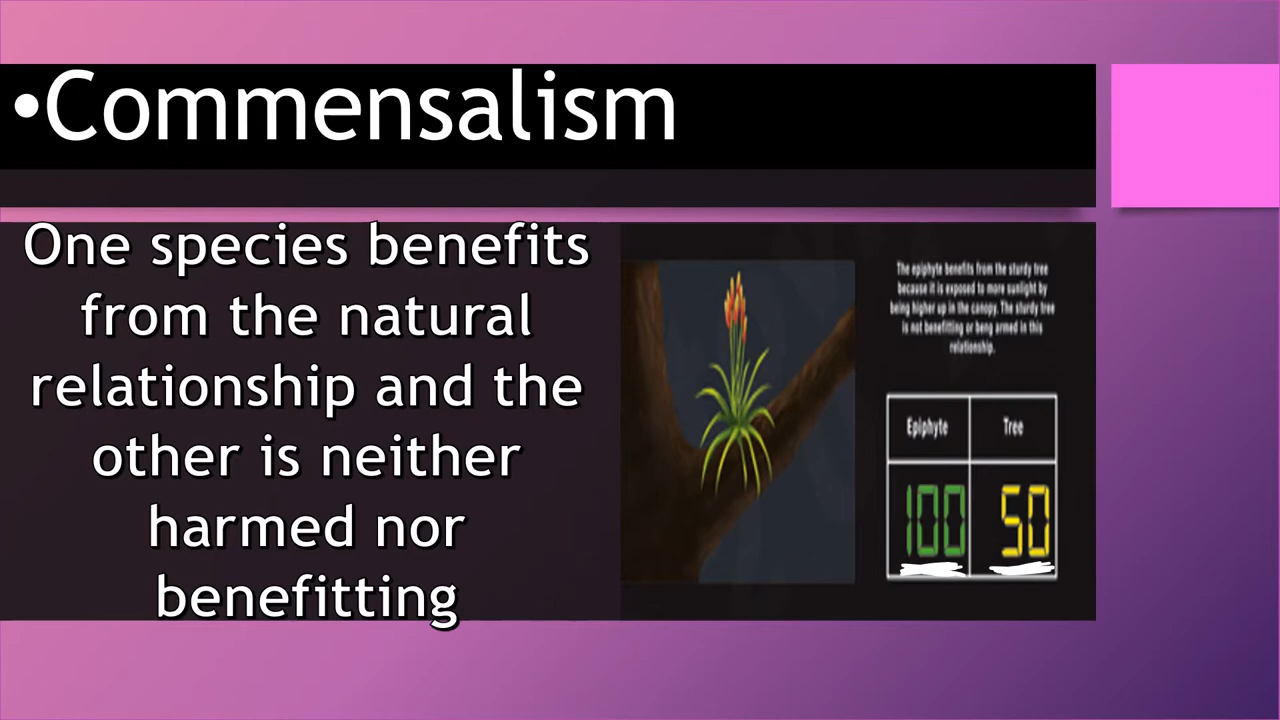 •Commensalism
One species benefits
from the natural
relationship and the
other is neither
harmed nor
benefitting
The epiphyte benefits from the sturdy tree
because it is exposed to more sunlight by
being higher up in the canopy. The sturdy tree
is not benefitting or beng armed in this
relationship.
Epiphyte Tree
100 50